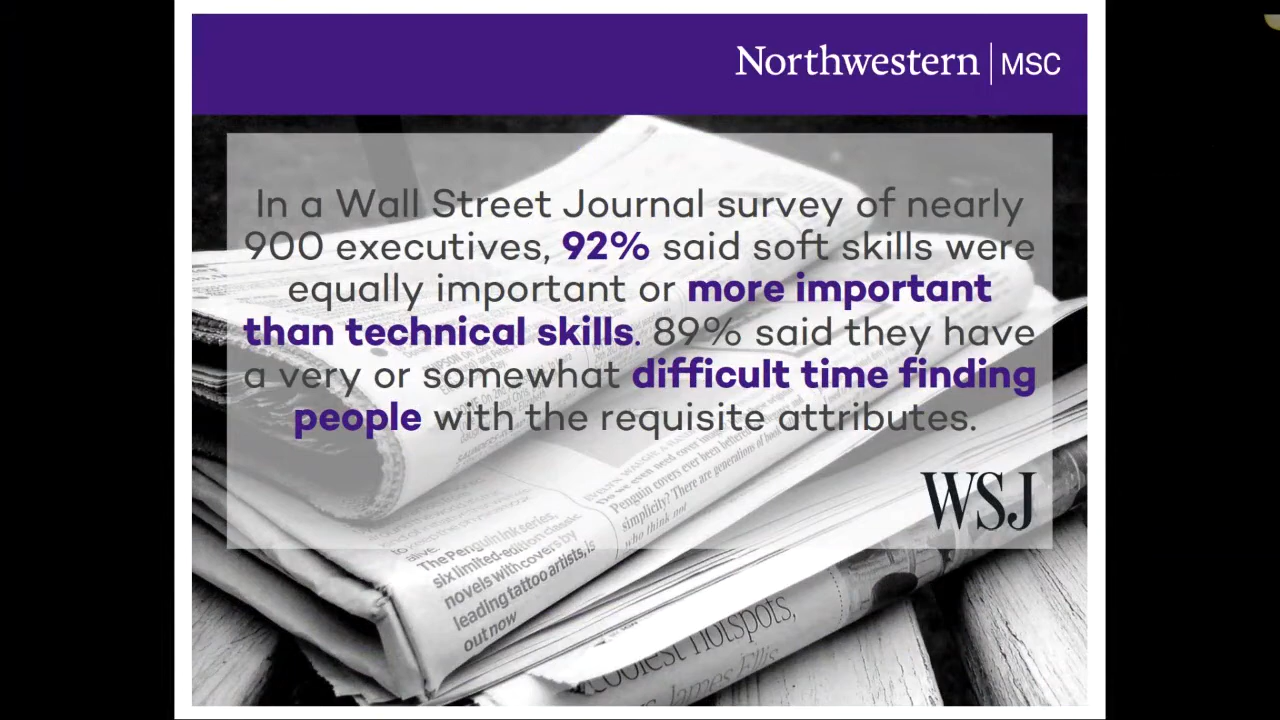 Northwestern | MSC
In a Wall Street Journal survey of nearly
900 executives, 92% said soft skills were
equally important or more important
than technical skills. 89% said they have
a very or somewhat difficult time finding
people with the requisite attributes.
WSJ
The Penguin Ink series,
six limited-edition classic
novels with covers by
leading tattoo artists, is
out now
Penguin covers ever been bettered
simplicity? There are generations of
who think not
coolest hotspots,
James Ellis